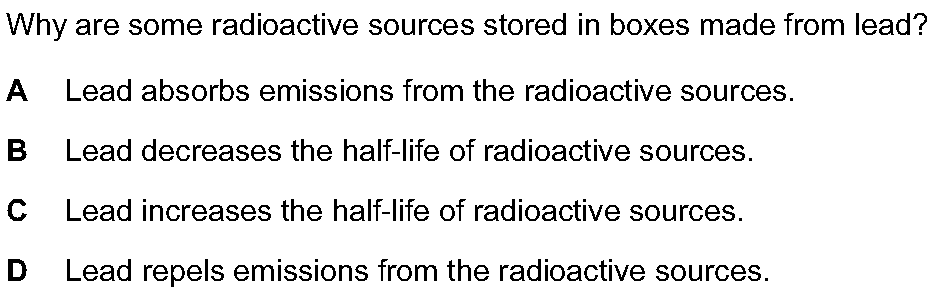 Why are some radioactive sources stored in boxes made from lead?
A Lead absorbs emissions from the radioactive sources.
B Lead decreases the half-life of radioactive sources.
C Lead increases the half-life of radioactive sources.
D Lead repels emissions from the radioactive sources.